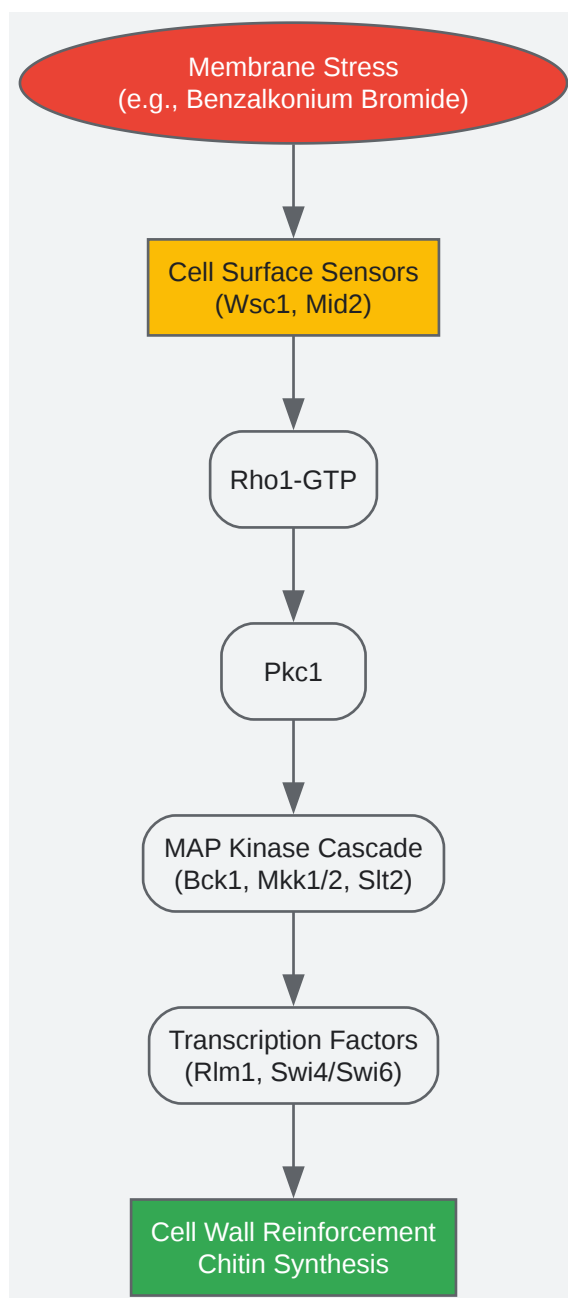 Membrane Stress
(e.g., Benzalkonium Bromide)
Cell Surface Sensors
(Wsc1, Mid2)
Rho1-GTP
Pkc1
MAP Kinase Cascade
(Bck1, Mkk1/2, Slt2)
Transcription Factors
(Rlm1, Swi4/Swi6)
Cell Wall Reinforcement
Chitin Synthesis